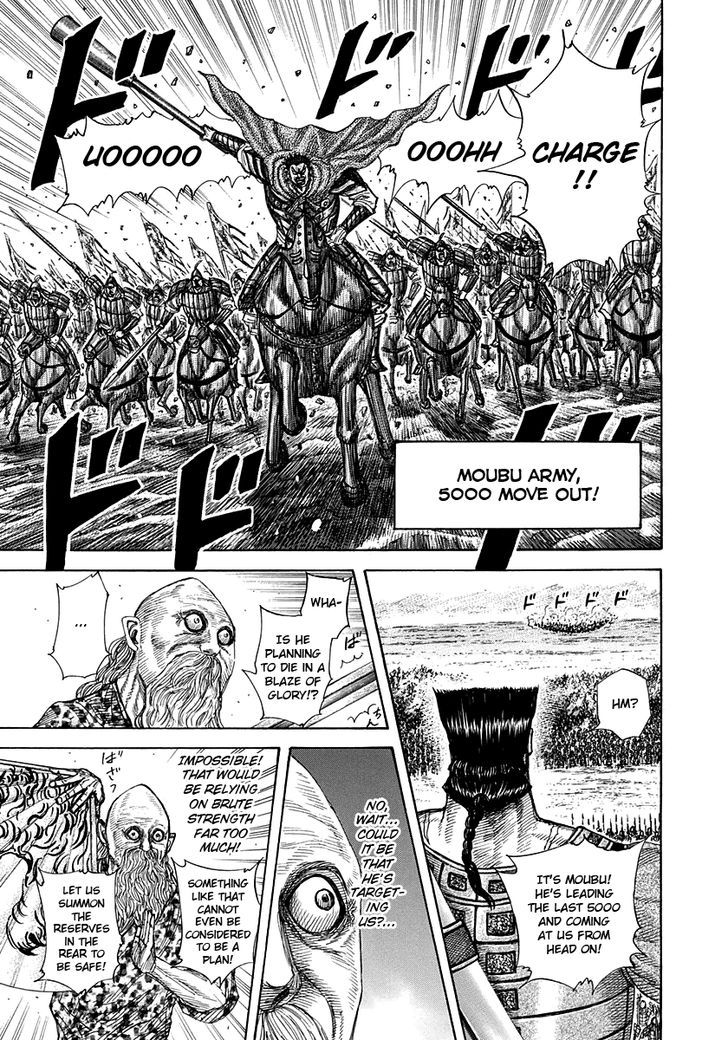 ド ド ド ド
CHARGE
!!
OOOHH
UOOOOO
ド ド ド
MOUBU ARMY,
5000 MOVE OUT!
ド ド ド ド
HM?
IT'S MOUBU!
HE'S LEADING
THE LAST 5000
AND COMING
AT US FROM
HEAD ON!
WHA-
IS HE
PLANNING
TO DIE IN A
BLAZE OF
GLORY!?
...
ばっ
NO,
WAIT...
COULD
IT BE
THAT
HE'S
TARGET-
ING
US?...
IMPOSSIBLE!
THAT WOULD
BE RELYING
ON BRUTE
STRENGTH
FAR TOO
MUCH!
SOMETHING
LIKE THAT
CANNOT
EVEN BE
CONSIDERED
TO BE A
PLAN!
LET US
SUMMON
THE
RESERVES
IN THE
REAR TO
BE SAFE!